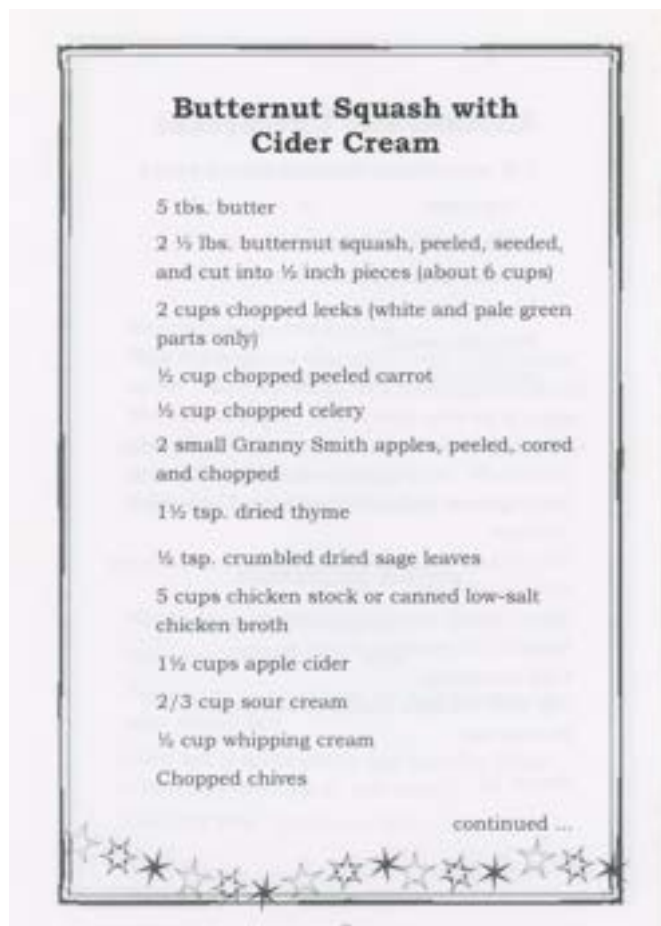 Butternut Squash with
Cider Cream
5 tbs. butter
2 ½ lbs. butternut squash, peeled, seeded,
and cut into ½ inch pieces (about 6 cups)
2 cups chopped leeks (white and pale green
parts only)
½ cup chopped peeled carrot
½ cup chopped celery
2 small Granny Smith apples, peeled, cored
and chopped
1½ tsp. dried thyme
½ tsp. crumbled dried sage leaves
5 cups chicken stock or canned low-salt
chicken broth
1½ cups apple cider
2/3 cup sour cream
½ cup whipping cream
Chopped chives
continued ...